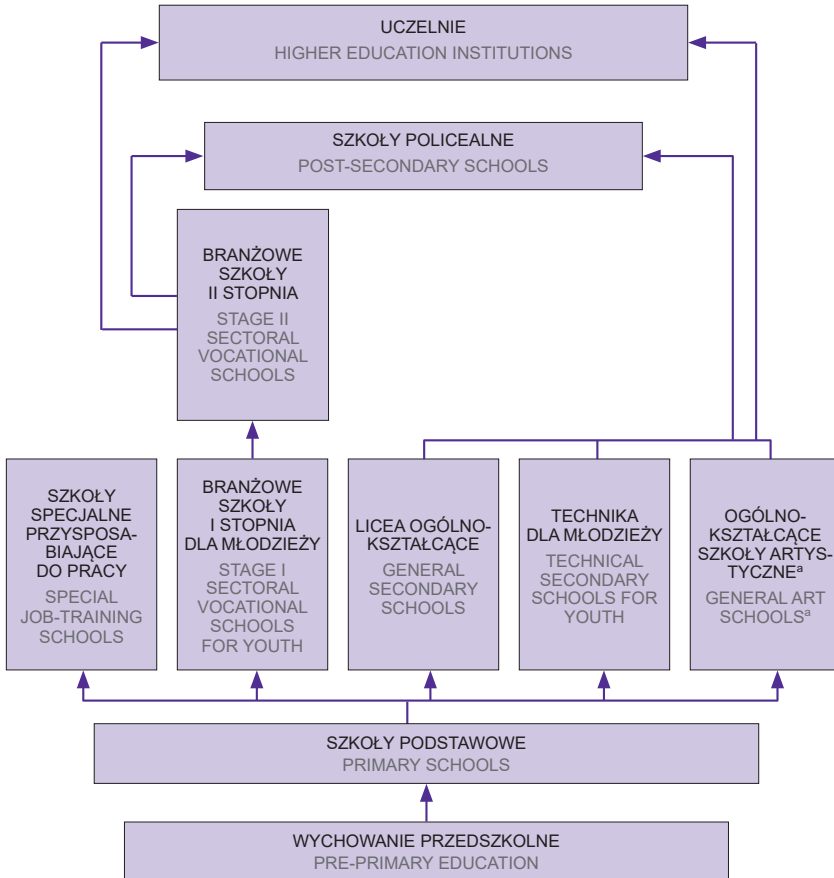 UCZELNIE
HIGHER EDUCATION INSTITUTIONS
SZKOŁY POLICEALNE
POST-SECONDARY SCHOOLS
BRANŻOWE
SZKOŁY
II STOPNIA
STAGE II
SECTORAL
VOCATIONAL
SCHOOLS
SZKOŁY
SPECJALNE
PRZYSPOSA-
BIAJĄCE
DO PRACY
SPECIAL
JOB-TRAINING
SCHOOLS
BRANŻOWE
SZKOŁY
I STOPNIA
DLA MŁODZIEŻY
STAGE I
SECTORAL
VOCATIONAL
SCHOOLS
FOR YOUTH
LICEA OGÓLNO-
KSZTAŁCĄCE
GENERAL
SECONDARY
SCHOOLS
TECHNIKA
DLA MŁODZIEŻY
TECHNICAL
SECONDARY
SCHOOLS FOR
YOUTH
OGÓLNO-
KSZTAŁCĄCE
SZKOŁY ARTYS-
TYCZNEª
GENERAL ART
SCHOOLSª
SZKOŁY PODSTAWOWE
PRIMARY SCHOOLS
WYCHOWANIE PRZEDSZKOLNE
PRE-PRIMARY EDUCATION